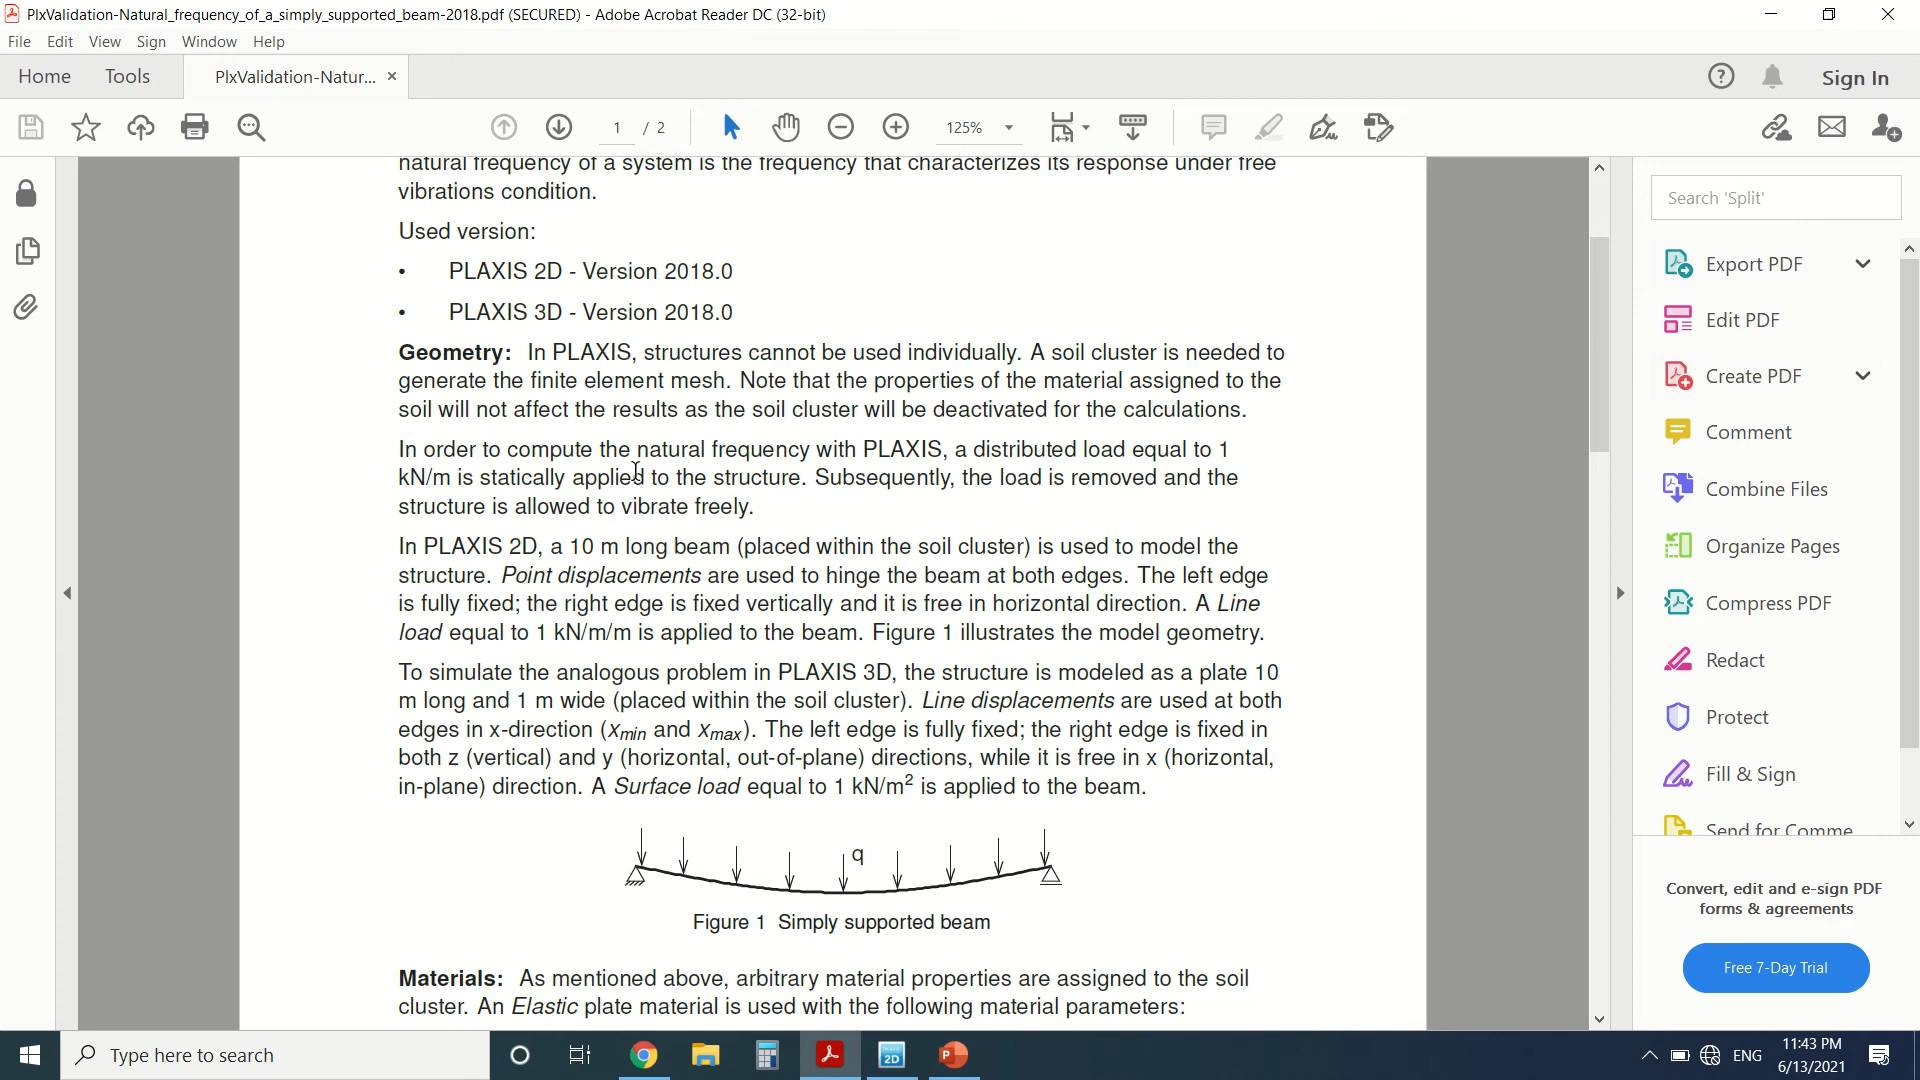 PlxValidation-Natural_frequency_of_a_simply_supported_beam-2018.pdf (SECURED) - Adobe Acrobat Reader DC (32-bit)
File Edit View Sign Window Help
Home Tools PlxValidation-Natur... × Sign In
1 / 2 125%
natural frequency of a system is the frequency that characterizes its response under free
vibrations condition.
Used version:
• PLAXIS 2D - Version 2018.0
• PLAXIS 3D - Version 2018.0
Geometry: In PLAXIS, structures cannot be used individually. A soil cluster is needed to
generate the finite element mesh. Note that the properties of the material assigned to the
soil will not affect the results as the soil cluster will be deactivated for the calculations.
In order to compute the natural frequency with PLAXIS, a distributed load equal to 1
kN/m is statically applied to the structure. Subsequently, the load is removed and the
structure is allowed to vibrate freely.
In PLAXIS 2D, a 10 m long beam (placed within the soil cluster) is used to model the
structure. Point displacements are used to hinge the beam at both edges. The left edge
is fully fixed; the right edge is fixed vertically and it is free in horizontal direction. A Line
load equal to 1 kN/m/m is applied to the beam. Figure 1 illustrates the model geometry.
To simulate the analogous problem in PLAXIS 3D, the structure is modeled as a plate 10
m long and 1 m wide (placed within the soil cluster). Line displacements are used at both
edges in x-direction (xmin and xmax). The left edge is fully fixed; the right edge is fixed in
both z (vertical) and y (horizontal, out-of-plane) directions, while it is free in x (horizontal,
in-plane) direction. A Surface load equal to 1 kN/m² is applied to the beam.
q
Figure 1 Simply supported beam
Materials: As mentioned above, arbitrary material properties are assigned to the soil
cluster. An Elastic plate material is used with the following material parameters:
Search 'Split'
Export PDF
Edit PDF
Create PDF
Comment
Combine Files
Organize Pages
Compress PDF
Redact
Protect
Fill & Sign
Send for Comme
Convert, edit and e-sign PDF
forms & agreements
Free 7-Day Trial
Type here to search
2D
P
ENG
11:43 PM
6/13/2021